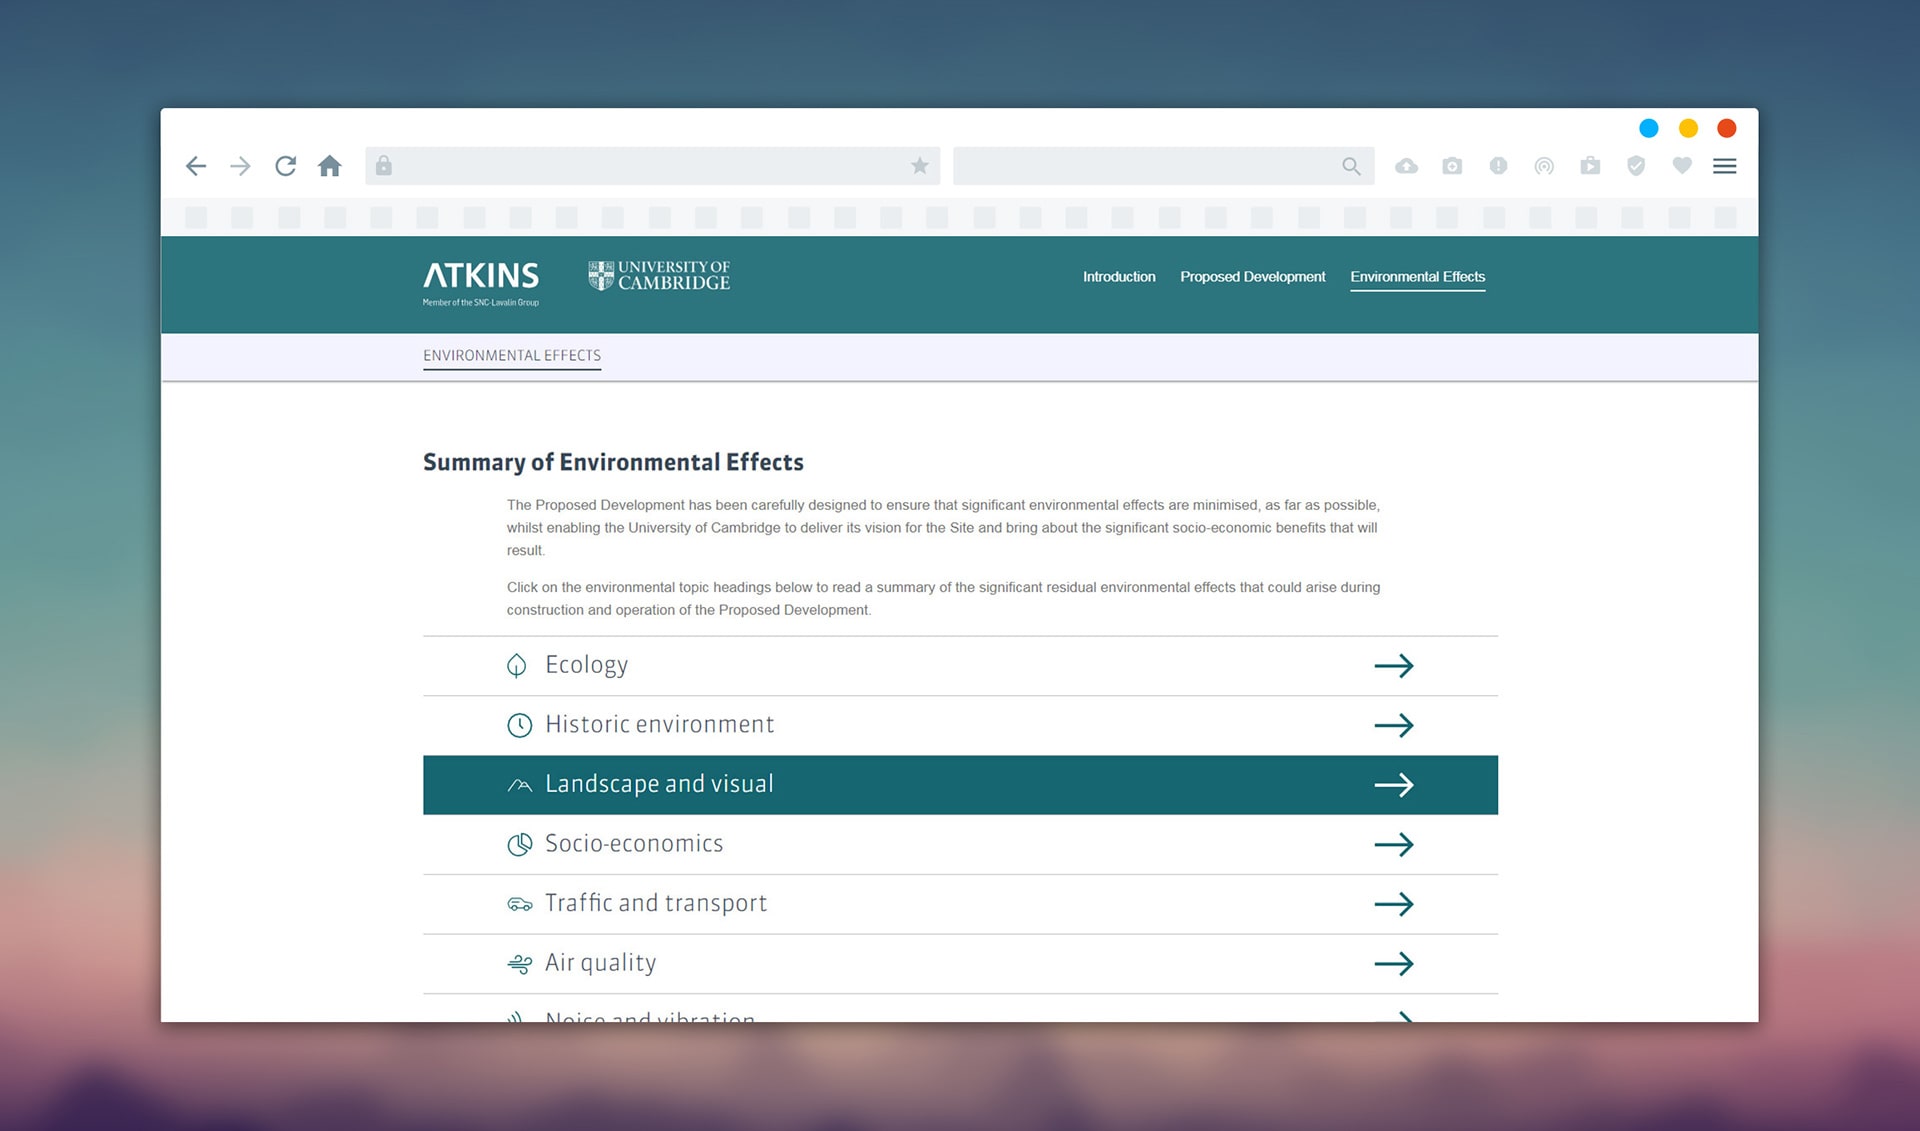 ATKINS
Member of the SNC-Lavalin Group
UNIVERSITY OF
CAMBRIDGE
Introduction
Proposed Development
Environmental Effects
ENVIRONMENTAL EFFECTS
Summary of Environmental Effects
The Proposed Development has been carefully designed to ensure that significant environmental effects are minimised, as far as possible,
whilst enabling the University of Cambridge to deliver its vision for the Site and bring about the significant socio-economic benefits that will
result.
Click on the environmental topic headings below to read a summary of the significant residual environmental effects that could arise during
construction and operation of the Proposed Development.
Ecology
Historic environment
Landscape and visual
Socio-economics
Traffic and transport
Air quality
Noise and vibration